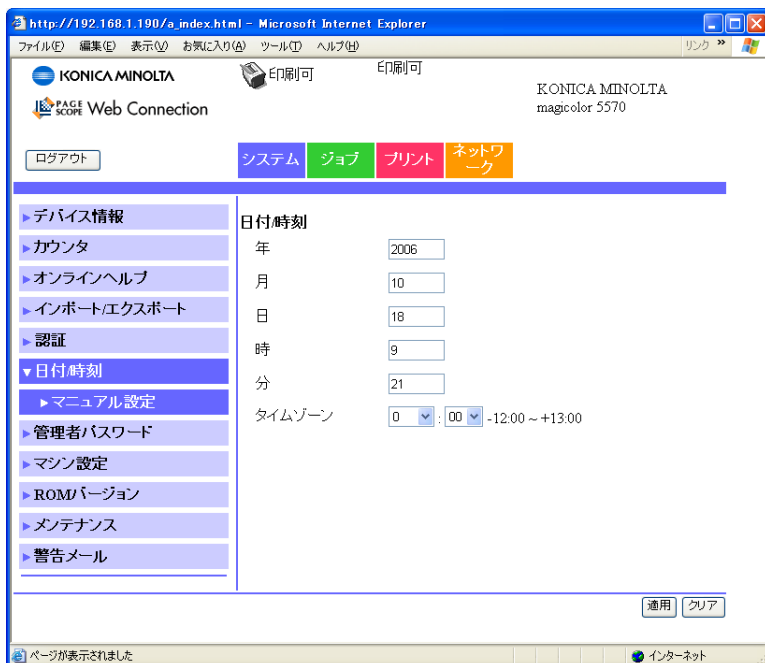 http://192.168.1.190/a_index.html - Microsoft Internet Explorer
ファイル(F) 編集(E) 表示(V) お気に入り(A) ツール(T) ヘルプ(H) リンク »
KONICA MINOLTA
印刷可
印刷可
PAGE SCOPE Web Connection
KONICA MINOLTA
magicolor 5570
ログアウト
システム
ジョブ
プリント
ネットワ
ーク
デバイス情報
カウンタ
オンラインヘルプ
インポート/エクスポート
認証
日付/時刻
マニュアル設定
管理者パスワード
マシン設定
ROMバージョン
メンテナンス
警告メール
日付/時刻
年 2006
月 10
日 18
時 9
分 21
タイムゾーン 0 : 00 -12:00 ~ +13:00
適用 クリア
ページが表示されました インターネット